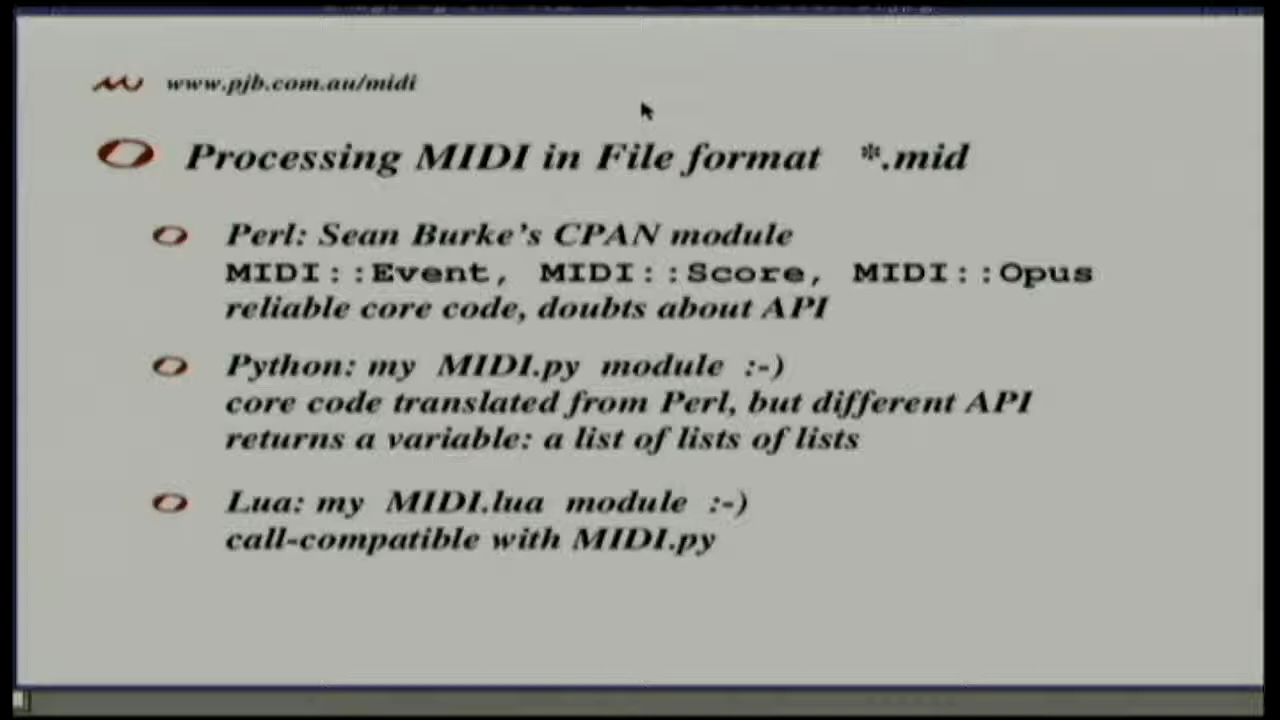 www.pjb.com.au/midi
Processing MIDI in File format *.mid
Perl: Sean Burke's CPAN module
MIDI::Event, MIDI::Score, MIDI::Opus
reliable core code, doubts about API
Python: my MIDI.py module :-)
core code translated from Perl, but different API
returns a variable: a list of lists of lists
Lua: my MIDI.lua module :-)
call-compatible with MIDI.py